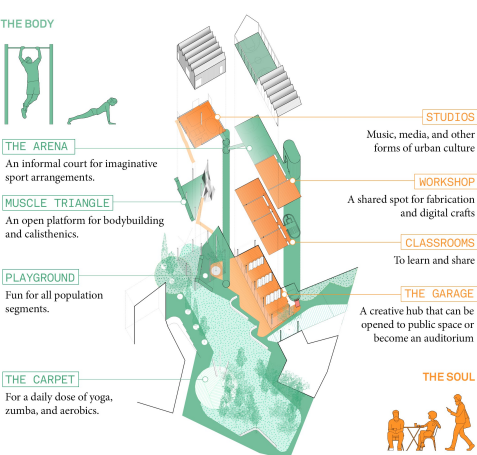 THE BODY
THE ARENA
An informal court for imaginative
sport arrangements.
MUSCLE TRIANGLE
An open platform for bodybuilding
and calisthenics.
PLAYGROUND
Fun for all population
segments.
THE CARPET
For a daily dose of yoga,
zumba, and aerobics.
STUDIOS
Music, media, and other
forms of urban culture
WORKSHOP
A shared spot for fabrication
and digital crafts
CLASSROOMS
To learn and share
THE GARAGE
A creative hub that can be
opened to public space or
become an auditorium
THE SOUL